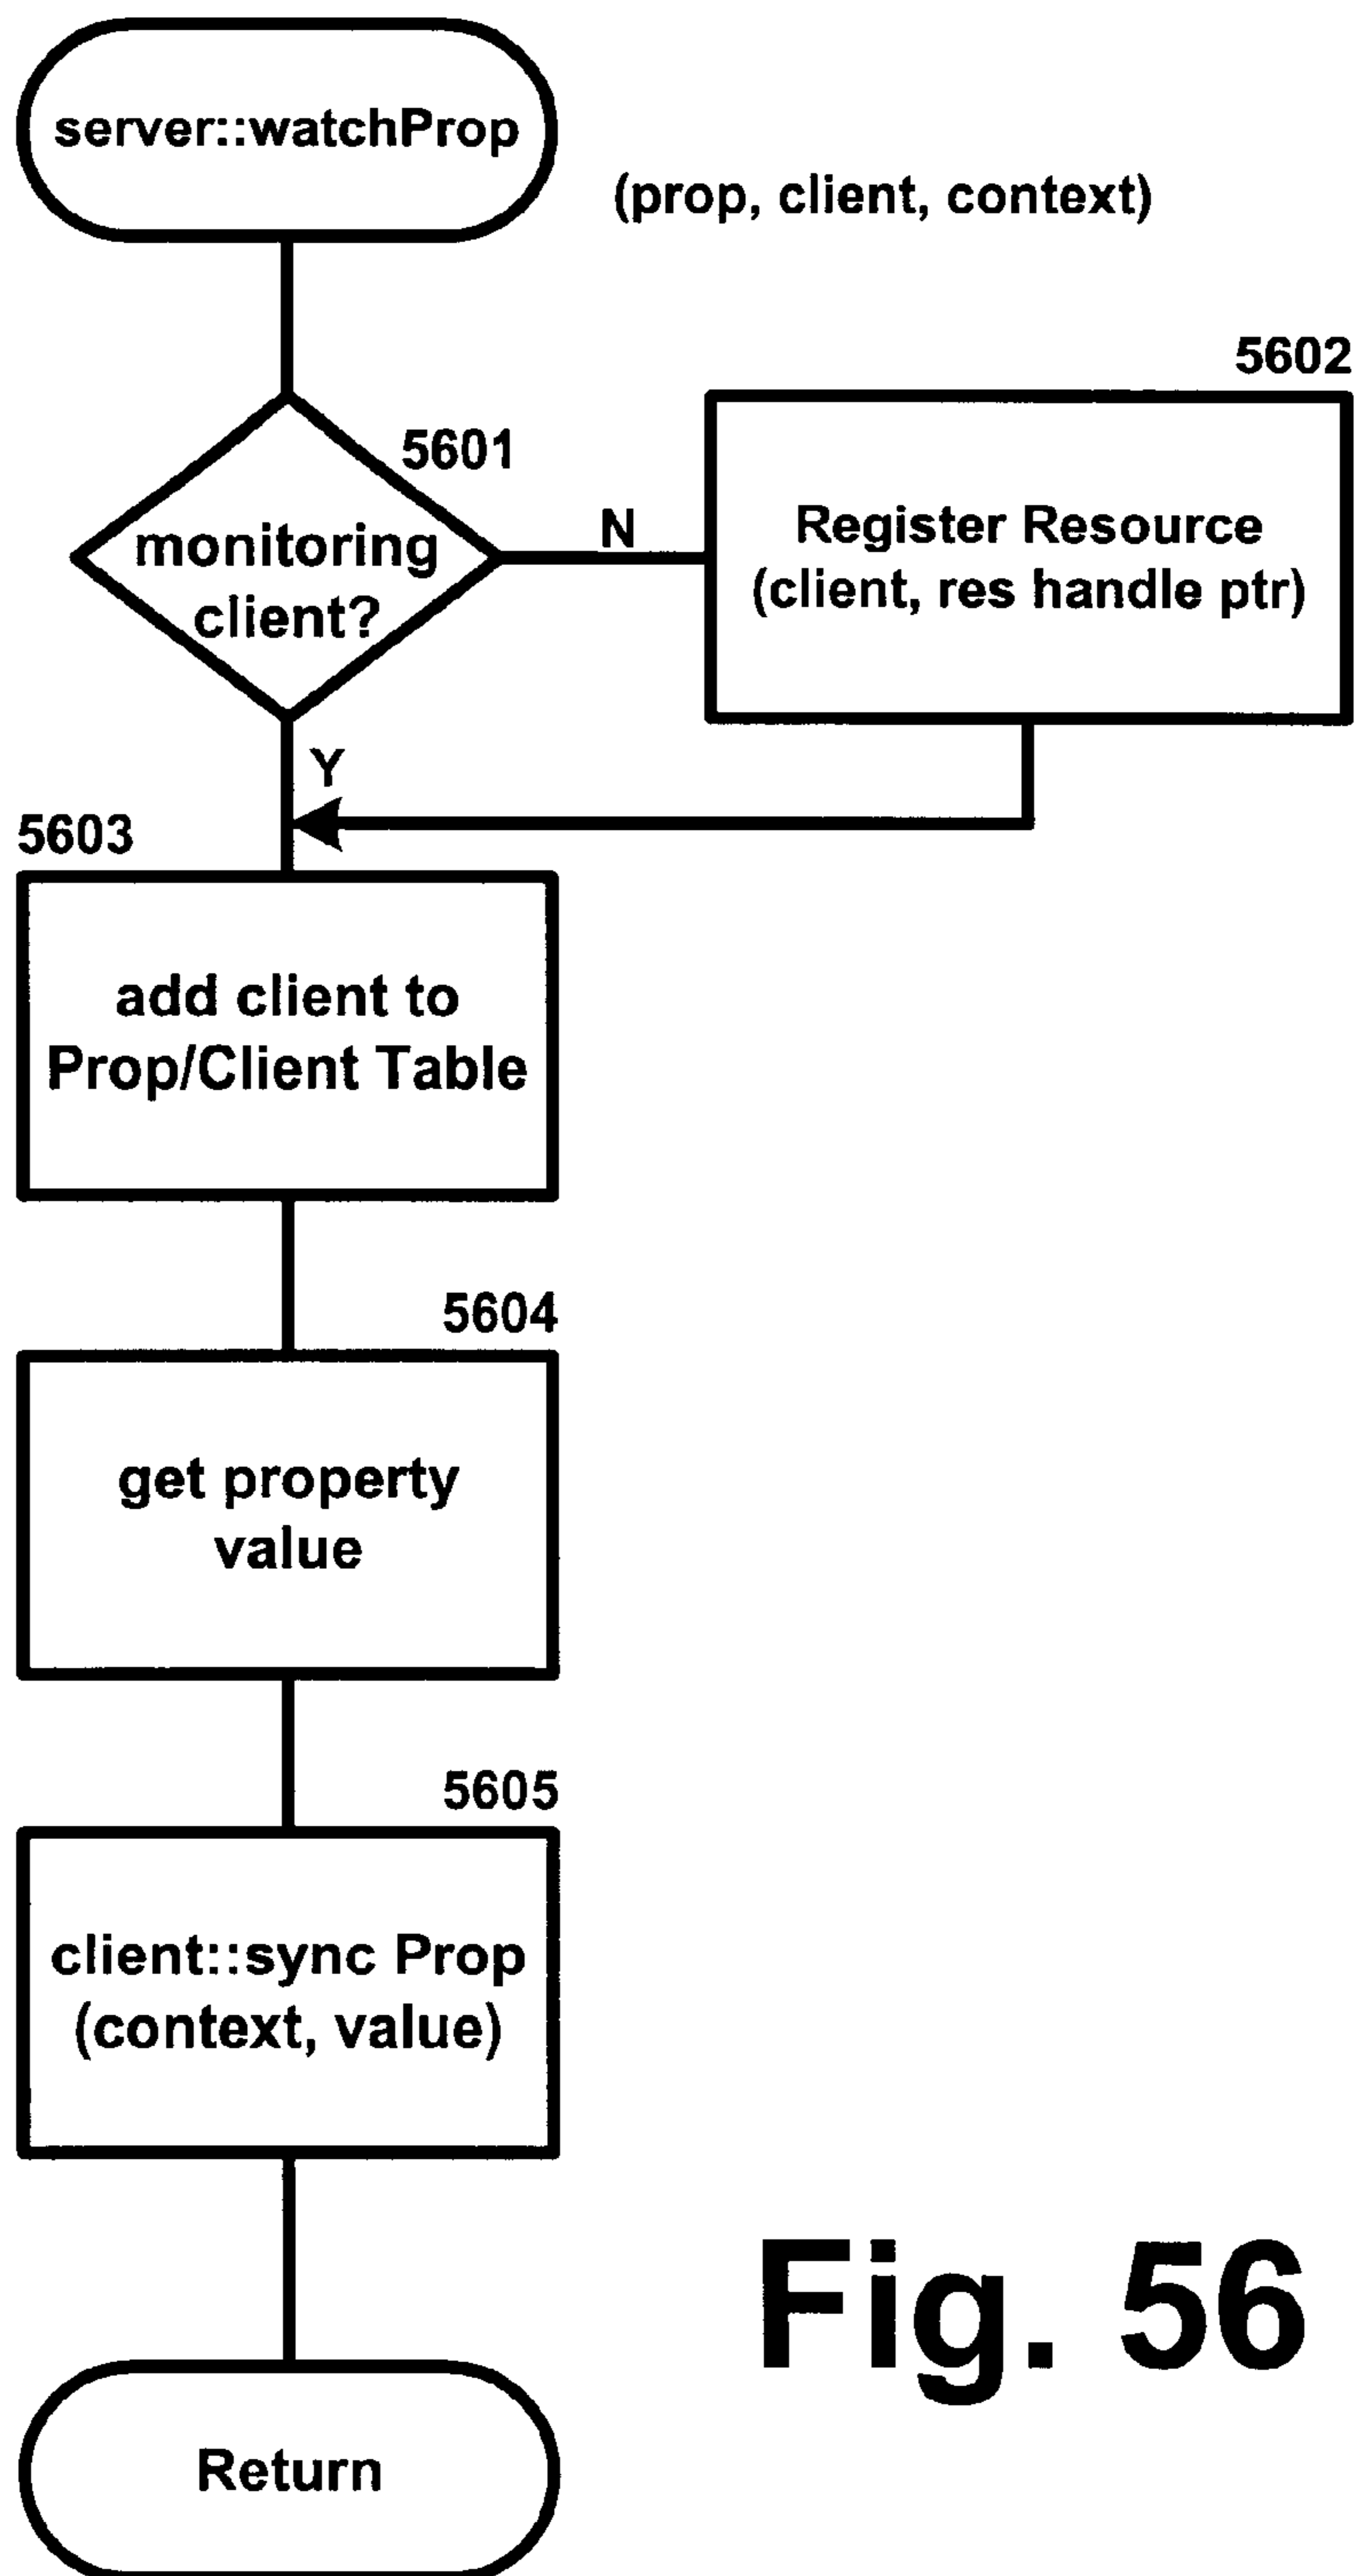 server::watchProp
(prop, client, context)
5602
5601
monitoring
client?
N
Register Resource
(client, res handle ptr)
Y
5603
add client to
Prop/Client Table
5604
get property
value
5605
client::sync Prop
(context, value)
Fig. 56
Return